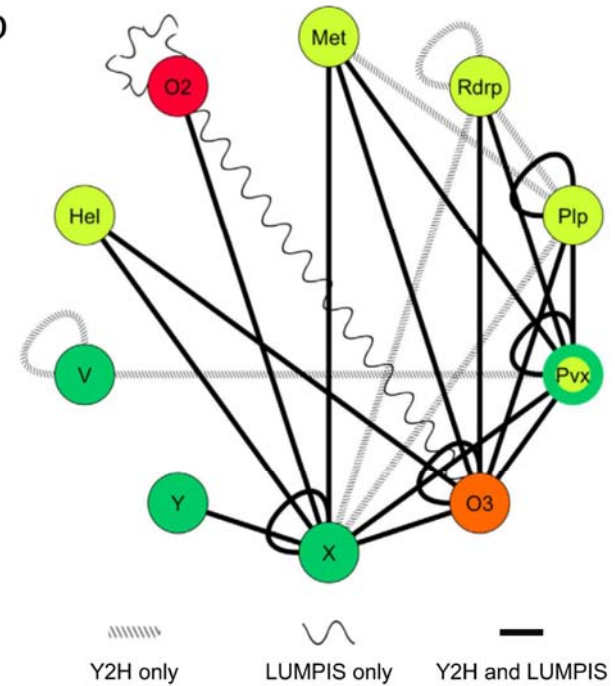 Met
O2
Rdrp
Hel
Plp
V
Pvx
Y
O3
X
Y2H only
LUMPIS only
Y2H and LUMPIS